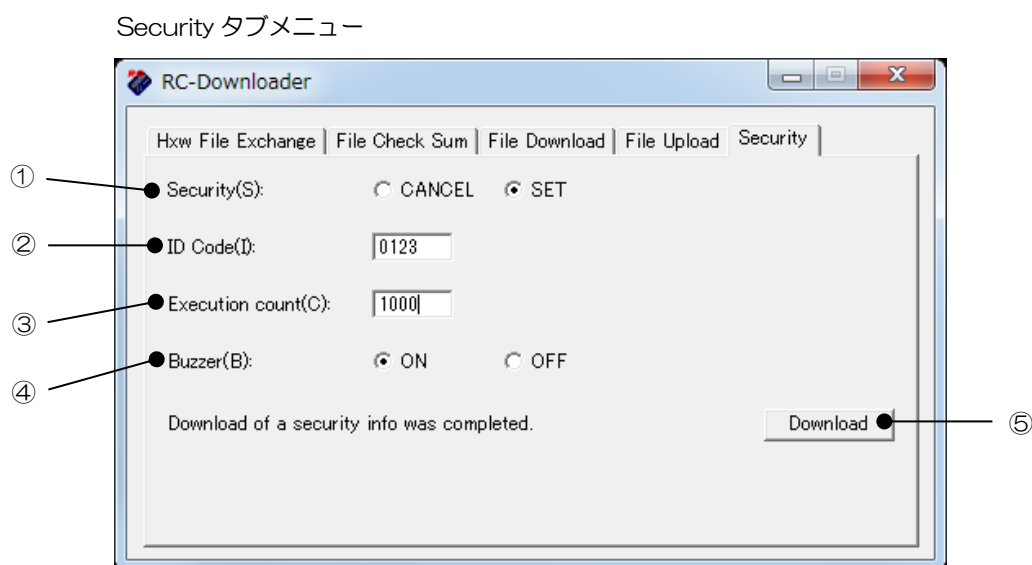 Security タブメニュー
RC-Downloader
Hxw File Exchange File Check Sum File Download File Upload Security
① Security(S): CANCEL SET
② ID Code(I): 0123
③ Execution count(C): 1000
④ Buzzer(B): ON OFF
Download of a security info was completed. Download ⑤